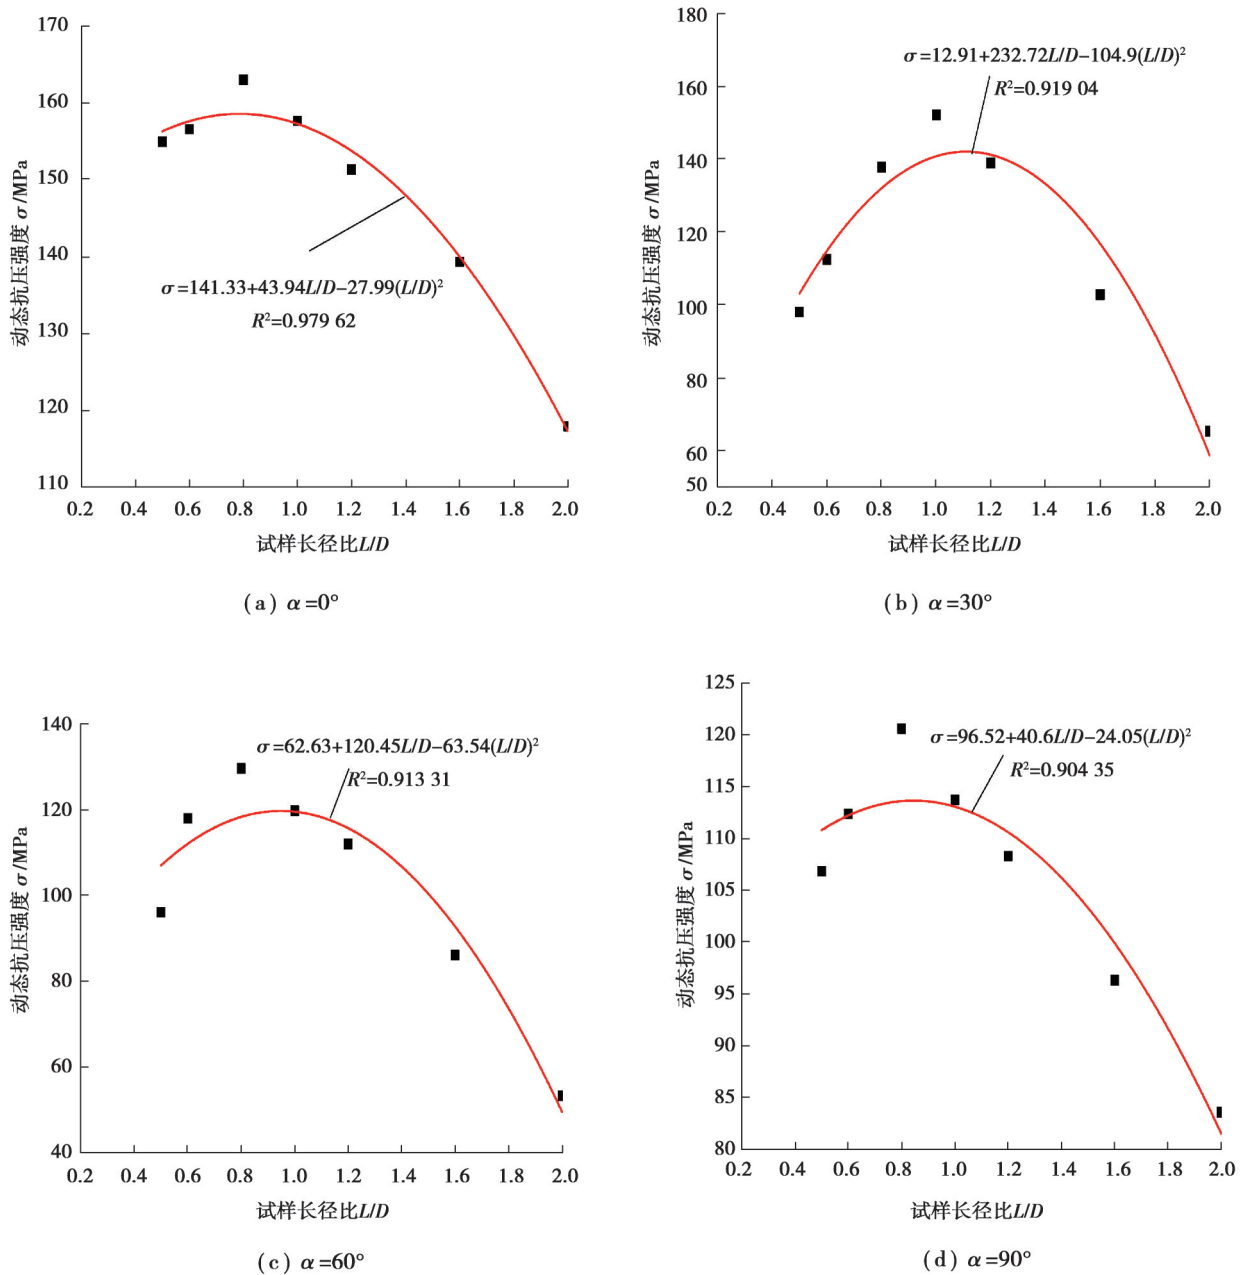 170
160
150
140
130
120
110
动态抗压强度 σ/MPa
σ=141.33+43.94L/D−27.99(L/D)²
R²=0.979 62
0.2 0.4 0.6 0.8 1.0 1.2 1.4 1.6 1.8 2.0
试样长径比L/D
(a) α=0°
180
160
140
120
100
80
60
50
动态抗压强度 σ/MPa
σ=12.91+232.72L/D−104.9(L/D)²
R²=0.919 04
0.2 0.4 0.6 0.8 1.0 1.2 1.4 1.6 1.8 2.0
试样长径比L/D
(b) α=30°
140
120
100
80
60
40
动态抗压强度 σ/MPa
σ=62.63+120.45L/D−63.54(L/D)²
R²=0.913 31
0.2 0.4 0.6 0.8 1.0 1.2 1.4 1.6 1.8 2.0
试样长径比L/D
(c) α=60°
125
120
115
110
105
100
95
90
85
80
动态抗压强度 σ/MPa
σ=96.52+40.6L/D−24.05(L/D)²
R²=0.904 35
0.2 0.4 0.6 0.8 1.0 1.2 1.4 1.6 1.8 2.0
试样长径比L/D
(d) α=90°